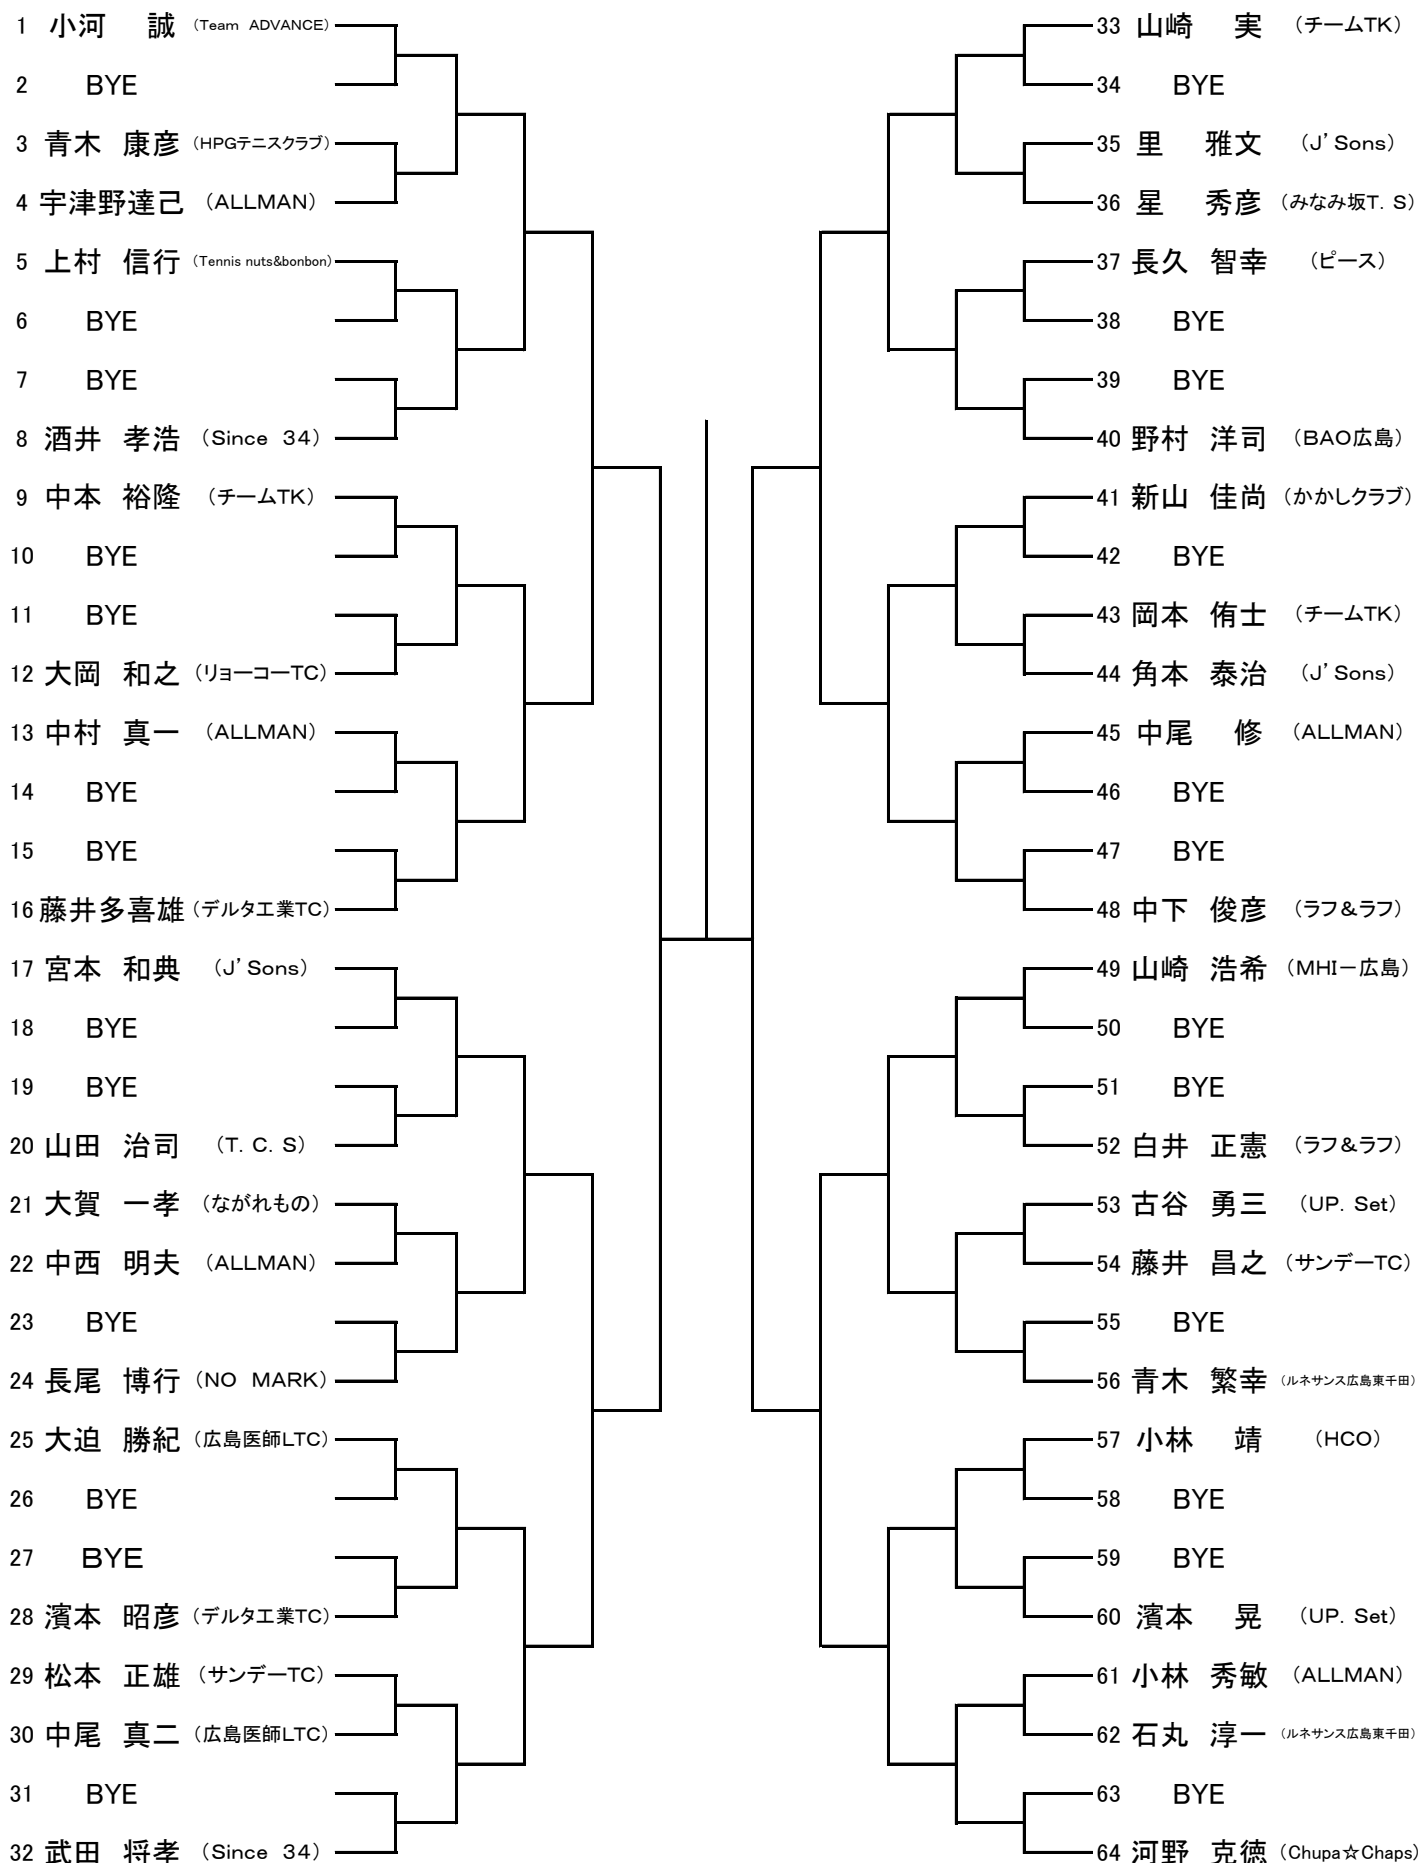 1 小河 誠 (Team ADVANCE)
2 BYE
3 青木 康彦 (HPGテニスクラブ)
4 宇津野達己 (ALLMAN)
5 上村 信行 (Tennis nuts&bonbon)
6 BYE
7 BYE
8 酒井 孝浩 (Since 34)
9 中本 裕隆 (チームTK)
10 BYE
11 BYE
12 大岡 和之 (リョーコーTC)
13 中村 真一 (ALLMAN)
14 BYE
15 BYE
16 藤井多喜雄 (デルタ工業TC)
17 宮本 和典 (J'Sons)
18 BYE
19 BYE
20 山田 治司 (T. C. S)
21 大賀 一孝 (ながれもの)
22 中西 明夫 (ALLMAN)
23 BYE
24 長尾 博行 (NO MARK)
25 大迫 勝紀 (広島医師LTC)
26 BYE
27 BYE
28 濱本 昭彦 (デルタ工業TC)
29 松本 正雄 (サンデーTC)
30 中尾 真二 (広島医師LTC)
31 BYE
32 武田 将孝 (Since 34)
33 山崎 実 (チームTK)
34 BYE
35 里 雅文 (J'Sons)
36 星 秀彦 (みなみ坂T. S)
37 長久 智幸 (ピース)
38 BYE
39 BYE
40 野村 洋司 (BAO広島)
41 新山 佳尚 (かかしクラブ)
42 BYE
43 岡本 侑士 (チームTK)
44 角本 泰治 (J'Sons)
45 中尾 修 (ALLMAN)
46 BYE
47 BYE
48 中下 俊彦 (ラフ&ラフ)
49 山崎 浩希 (MHI－広島)
50 BYE
51 BYE
52 白井 正憲 (ラフ&ラフ)
53 古谷 勇三 (UP. Set)
54 藤井 昌之 (サンデーTC)
55 BYE
56 青木 繁幸 (ルネサンス広島東千田)
57 小林 靖 (HCO)
58 BYE
59 BYE
60 濱本 晃 (UP. Set)
61 小林 秀敏 (ALLMAN)
62 石丸 淳一 (ルネサンス広島東千田)
63 BYE
64 河野 克徳 (Chupa☆Chaps)